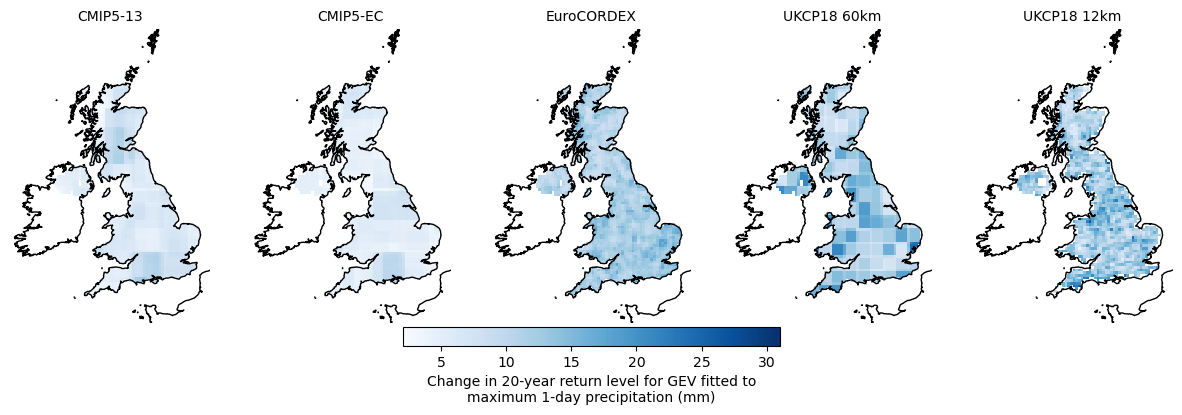 CMIP5-13
CMIP5-EC
EuroCORDEX
UKCP18 60km
UKCP18 12km
5 10 15 20 25 30
Change in 20-year return level for GEV fitted to
maximum 1-day precipitation (mm)